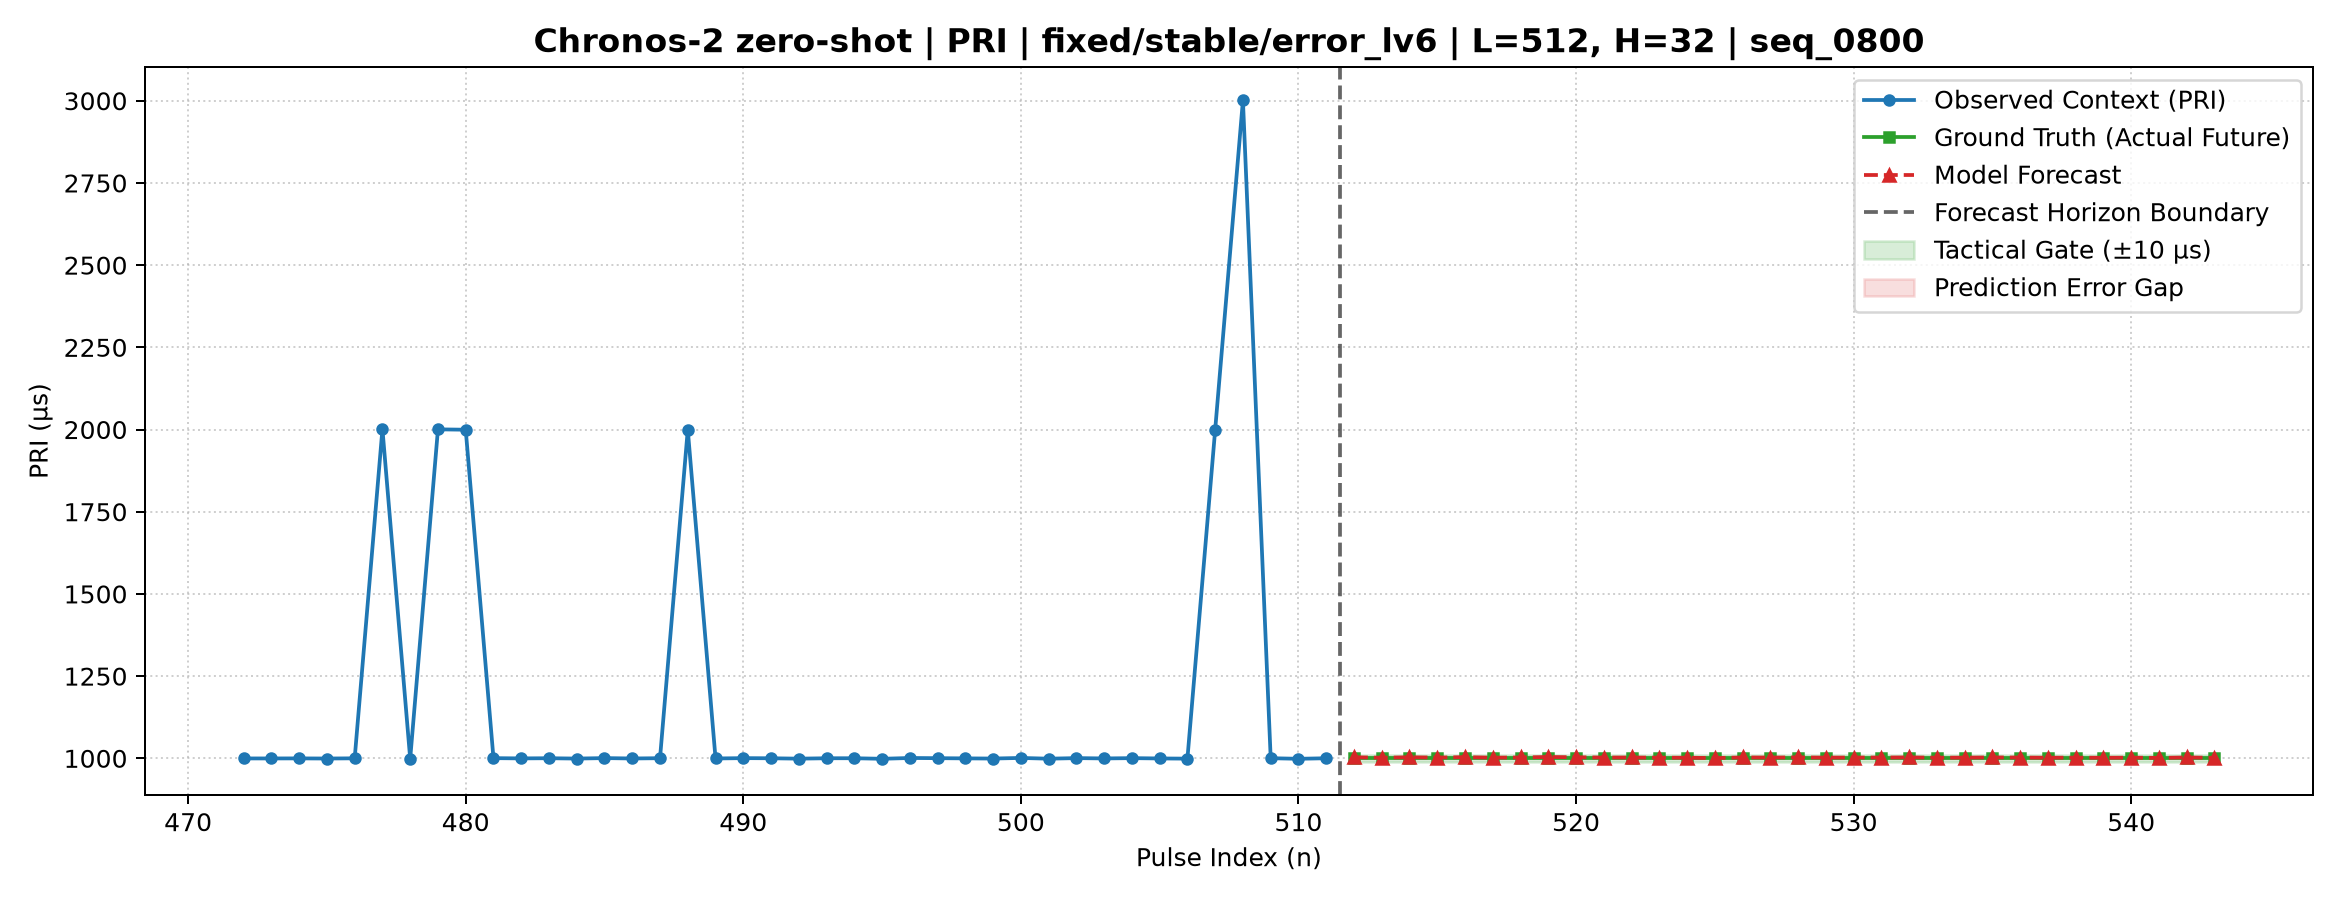 Chronos-2 zero-shot | PRI | fixed/stable/error_lv6 | L=512, H=32 | seq_0800
PRI (µs)
3000
2750
2500
2250
2000
1750
1500
1250
1000
Observed Context (PRI)
Ground Truth (Actual Future)
Model Forecast
Forecast Horizon Boundary
Tactical Gate (±10 µs)
Prediction Error Gap
470 480 490 500 510 520 530 540
Pulse Index (n)